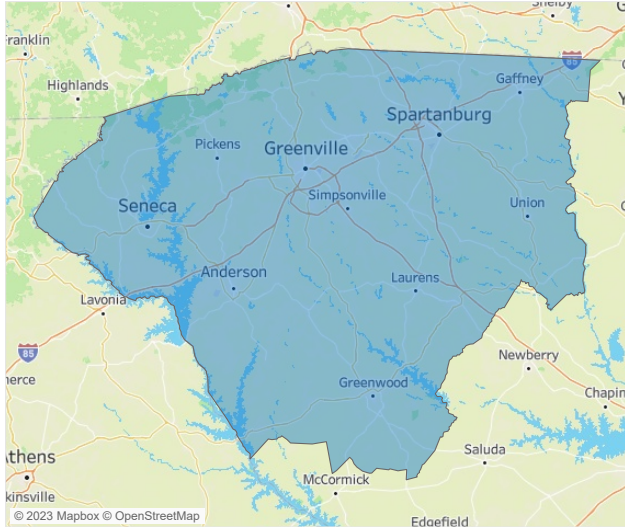 Shelby
Franklin
85
Highlands
Gaffney
Spartanburg
Pickens
Greenville
Simpsonville
Seneca
Union
Anderson
Laurens
Lavonia
85
Newberry
Greenwood
Chapin
Athens
Saluda
McCormick
kinsville
© 2023 Mapbox © OpenStreetMap
Edgefield